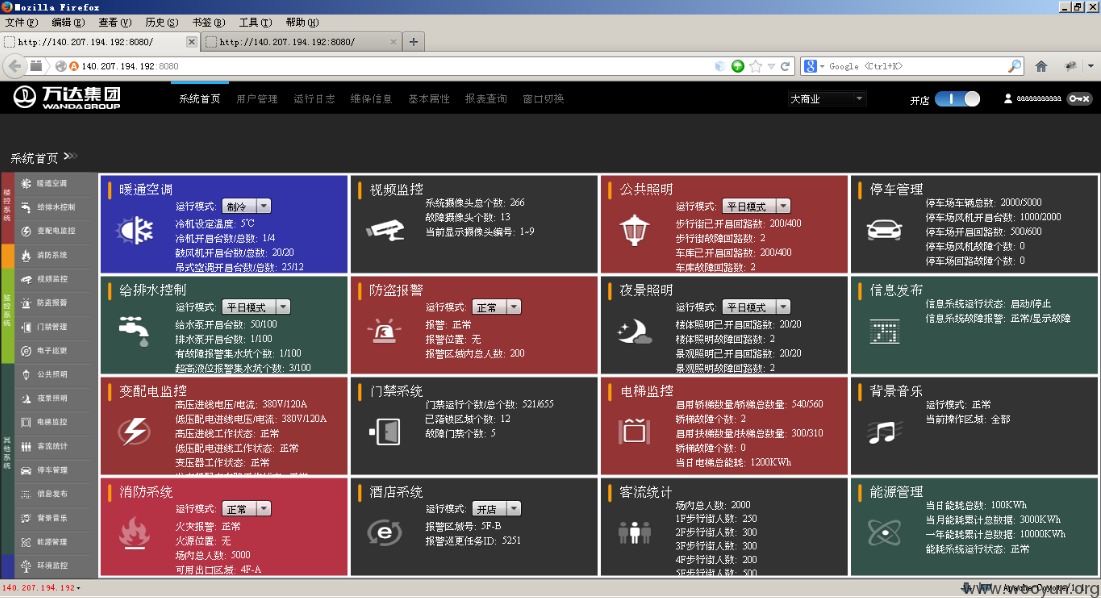 Mozilla Firefox
文件(F) 编辑(E) 查看(V) 历史(S) 书签(B) 工具(T) 帮助(H)
http://140.207.194.192:8080/ http://140.207.194.192:8080/
140.207.194.192:8080 Google <Ctrl+K>
万达集团
WANDA GROUP
系统首页 用户管理 运行日志 维保信息 基本属性 报表查询 窗口切换 大商业 开店
系统首页
楼控系统
监控系统
其他系统
暖通空调
给排水控制
变配电监控
消防系统
视频监控
防盗报警
门禁管理
电子巡更
公共照明
夜景照明
电梯监控
客流统计
停车管理
信息发布
背景音乐
能源管理
环境监控
暖通空调
运行模式: 制冷
冷机设定温度: 5℃
冷机开启台数/总数: 1/4
鼓风机开启台数/总数: 20/20
吊式空调开启台数/总数: 25/12
视频监控
系统摄像头总个数: 266
故障摄像头个数: 13
当前显示摄像头编号: 1-9
公共照明
运行模式: 平日模式
步行街已开启回路数: 200/400
步行街故障回路数: 2
车库已开启回路数: 200/400
车库故障回路数: 2
停车管理
停车场车辆总数: 2000/5000
停车场风机开启台数: 1000/2000
停车场开启回路数: 500/600
停车场风机故障个数: 0
停车场回路故障个数: 0
给排水控制
运行模式: 平日模式
给水泵开启台数: 50/100
排水泵开启台数: 1/100
有故障报警集水坑个数: 1/100
超高液位报警集水坑个数: 3/100
防盗报警
运行模式: 正常
报警: 正常
报警位置: 无
报警区域内总人数: 200
夜景照明
运行模式: 平日模式
楼体照明已开启回路数: 20/20
楼体照明故障回路数: 2
景观照明已开启回路数: 20/20
景观照明故障回路数: 2
信息发布
信息系统运行状态: 启动/停止
信息系统故障报警: 正常/显示故障
变配电监控
高压进线电压/电流: 380V/120A
低压配电进线电压/电流: 380V/120A
高压进线工作状态: 正常
低压配电进线工作状态: 正常
变压器工作状态: 正常
门禁系统
门禁运行个数/总个数: 521/655
已落锁区域个数: 12
故障门禁个数: 5
电梯监控
启用轿梯数量/轿梯总数量: 540/560
轿梯故障个数: 2
启用扶梯数量/扶梯总数量: 300/310
轿梯故障个数: 0
当日电梯总能耗: 1200KWh
背景音乐
运行模式: 正常
当前操作区域: 全部
消防系统
运行模式: 正常
火灾报警: 正常
火源位置: 无
场内总人数: 5000
可用出口区域: 4F-A
酒店系统
运行模式: 开店
报警区域号: 5F-B
报警巡更任务ID: 5251
客流统计
场内总人数: 2000
1F步行街人数: 250
2F步行街人数: 300
3F步行街人数: 300
4F步行街人数: 200
5F步行街人数: 500
能源管理
当日能耗总数: 100KWh
当月能耗累计总数据: 3000KWh
一年能耗累计总数据: 10000KWh
能耗系统运行状态: 正常
140.207.194.192
www.wooyun.org